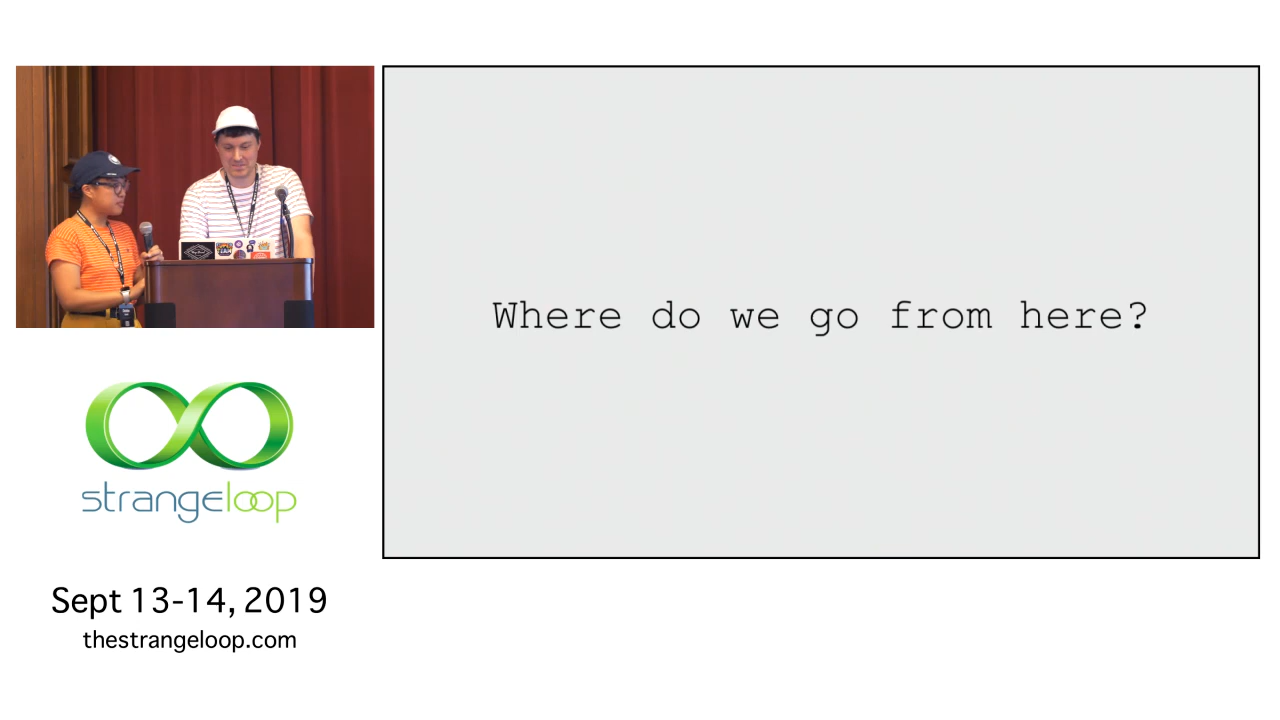 Where do we go from here?
strangeloop
Sept 13-14, 2019
thestrangeloop.com